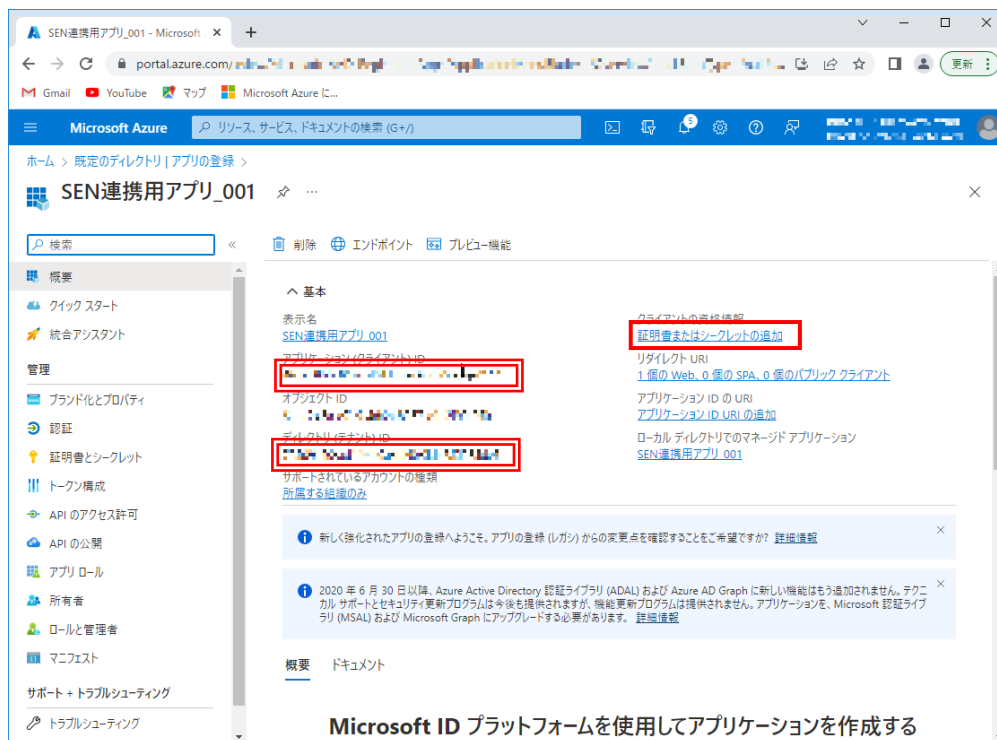 SEN連携用アプリ_001 - Microsoft
portal.azure.com/
更新
Gmail
YouTube
マップ
Microsoft Azure に...
Microsoft Azure
リソース、サービス、ドキュメントの検索 (G+/)
5
ホーム > 既定のディレクトリ | アプリの登録 >
SEN連携用アプリ_001
検索
削除
エンドポイント
プレビュー機能
概要
クイック スタート
統合アシスタント
管理
ブランド化とプロパティ
認証
証明書とシークレット
トークン構成
API のアクセス許可
API の公開
アプリ ロール
所有者
ロールと管理者
マニフェスト
サポート + トラブルシューティング
トラブルシューティング
基本
表示名
SEN連携用アプリ_001
アプリケーション (クライアント) ID
オブジェクト ID
ディレクトリ (テナント) ID
サポートされているアカウントの種類
所属する組織のみ
クライアントの資格情報
証明書またはシークレットの追加
リダイレクト URI
1 個の Web、0 個の SPA、0 個のパブリック クライアント
アプリケーション ID の URI
アプリケーション ID URI の追加
ローカル ディレクトリでのマネージド アプリケーション
SEN連携用アプリ_001
新しく強化されたアプリの登録へようこそ。アプリの登録 (レガシ) からの変更点を確認することをご希望ですか? 詳細情報
2020 年 6 月 30 日以降、Azure Active Directory 認証ライブラリ (ADAL) および Azure AD Graph に新しい機能はもう追加されません。テクニ
カル サポートとセキュリティ更新プログラムは今後も提供されますが、機能更新プログラムは提供されません。アプリケーションを、Microsoft 認証ライブ
ラリ (MSAL) および Microsoft Graph にアップグレードする必要があります。 詳細情報
概要
ドキュメント
Microsoft ID プラットフォームを使用してアプリケーションを作成する